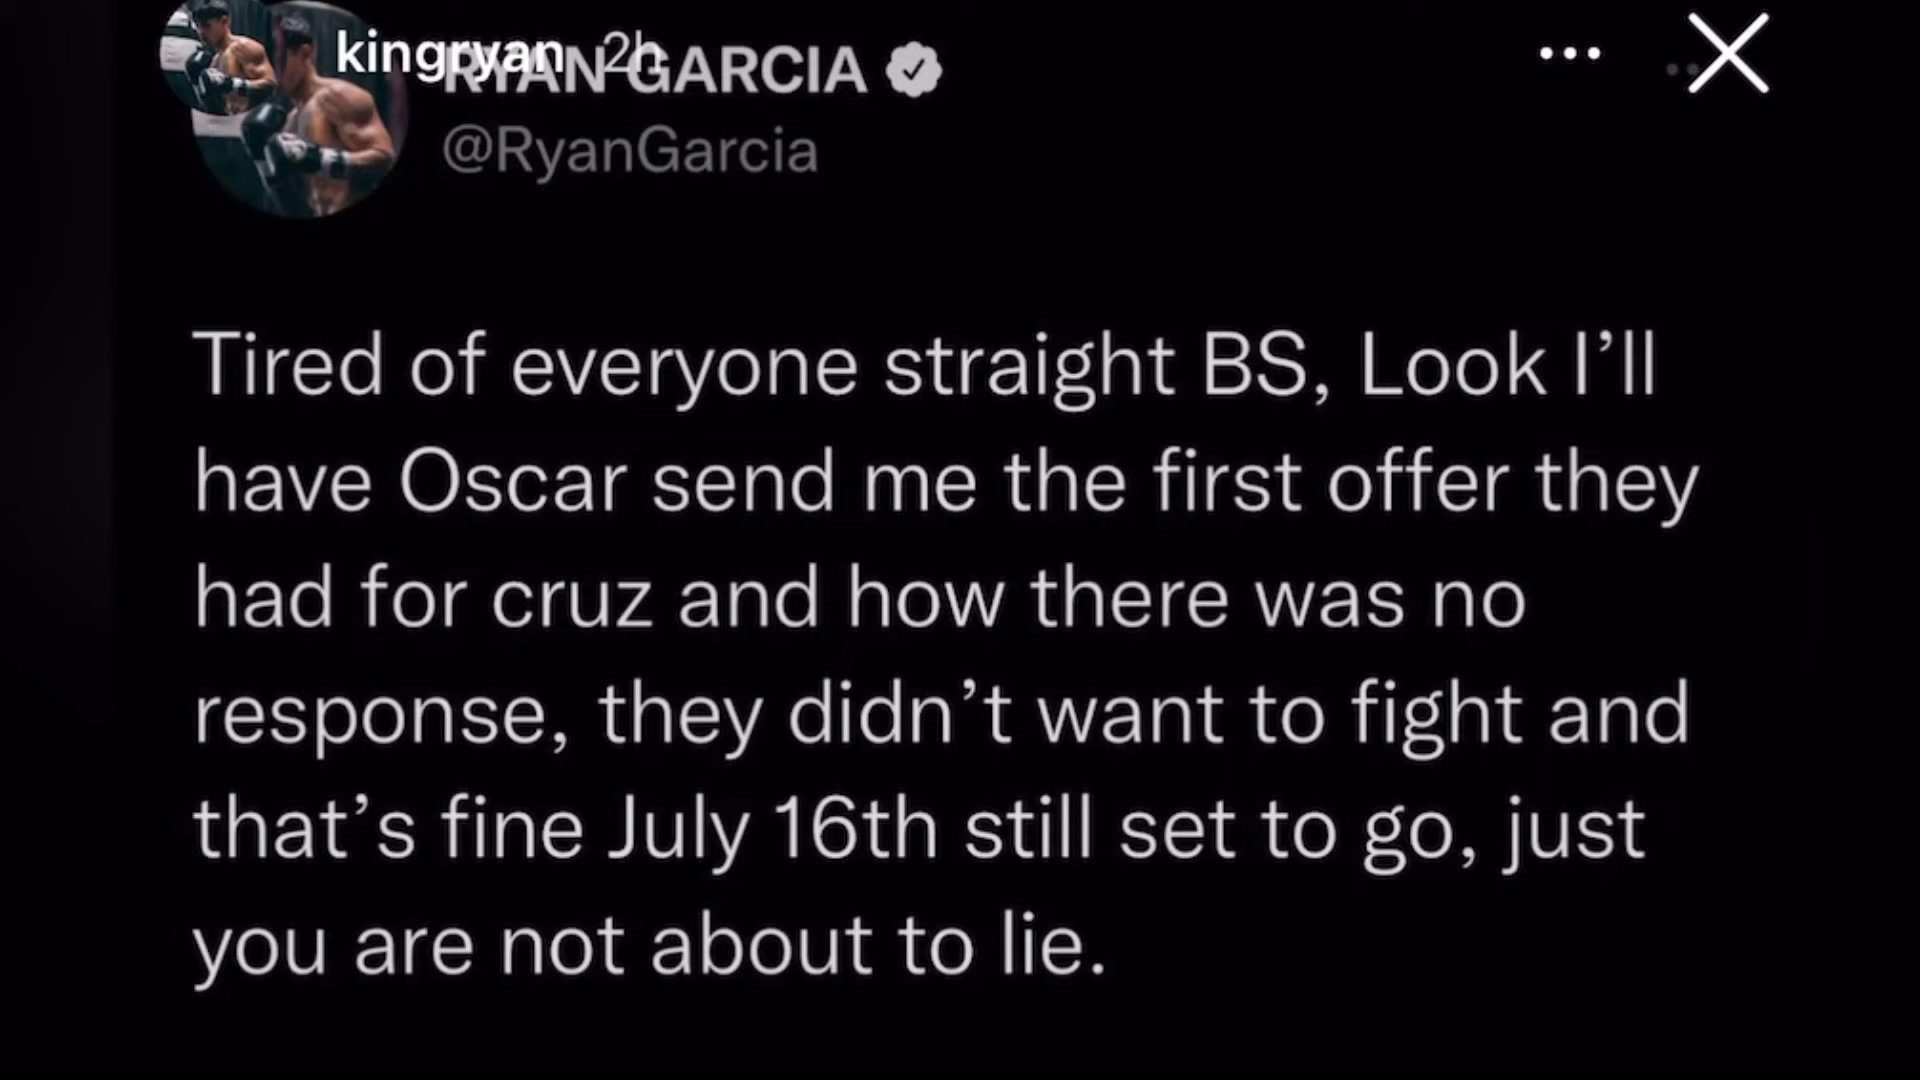 kingryan 2h
RYAN GARCIA
@RyanGarcia
Tired of everyone straight BS, Look I’ll
have Oscar send me the first offer they
had for cruz and how there was no
response, they didn’t want to fight and
that’s fine July 16th still set to go, just
you are not about to lie.